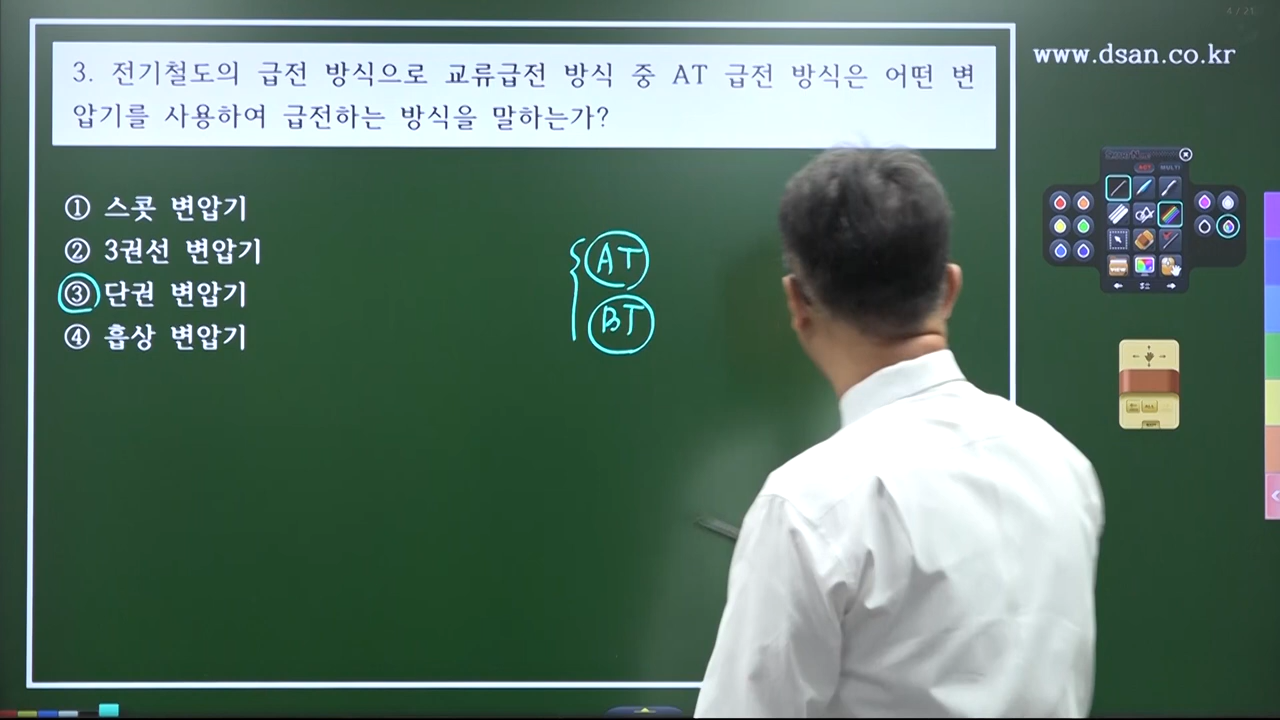 4 / 21
www.dsan.co.kr
3. 전기철도의 급전 방식으로 교류급전 방식 중 AT 급전 방식은 어떤 변
압기를 사용하여 급전하는 방식을 말하는가?
① 스콧 변압기
② 3권선 변압기
③ 단권 변압기
④ 흡상 변압기
AT
BT
MULTI